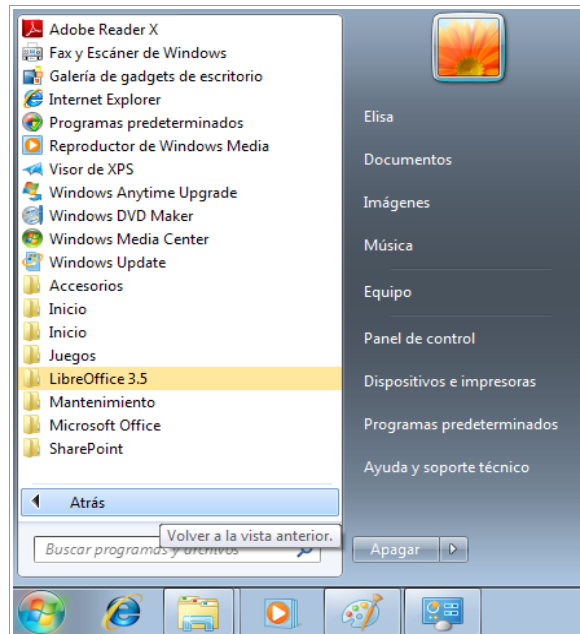 Adobe Reader X
Fax y Escáner de Windows
Galería de gadgets de escritorio
Internet Explorer
Programas predeterminados
Reproductor de Windows Media
Visor de XPS
Windows Anytime Upgrade
Windows DVD Maker
Windows Media Center
Windows Update
Accesorios
Inicio
Inicio
Juegos
LibreOffice 3.5
Mantenimiento
Microsoft Office
SharePoint
Atrás
Volver a la vista anterior.
Buscar programas y archivos
Elisa
Documentos
Imágenes
Música
Equipo
Panel de control
Dispositivos e impresoras
Programas predeterminados
Ayuda y soporte técnico
Apagar